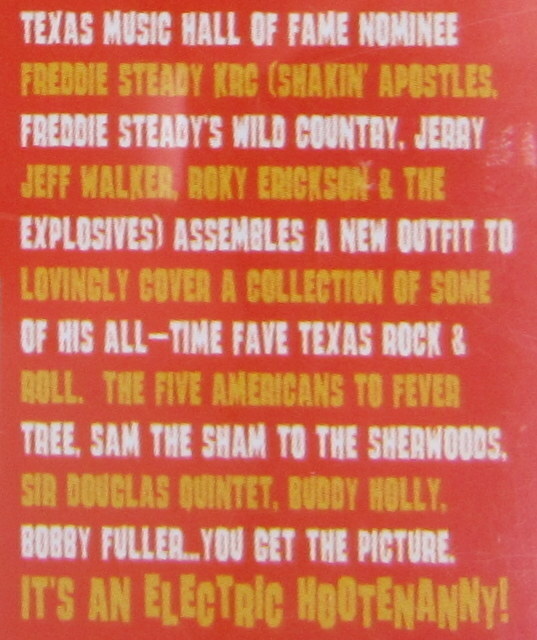 TEXAS MUSIC HALL OF FAME NOMINEE
FREDDIE STEADY KRC (SHAKIN' APOSTLES,
FREDDIE STEADY'S WILD COUNTRY, JERRY
JEFF WALKER, ROKY ERICKSON & THE
EXPLOSIVES) ASSEMBLES A NEW OUTFIT TO
LOVINGLY COVER A COLLECTION OF SOME
OF HIS ALL-TIME FAVE TEXAS ROCK &
ROLL. THE FIVE AMERICANS TO FEVER
TREE, SAM THE SHAM TO THE SHERWOODS,
SIR DOUGLAS QUINTET, BUDDY HOLLY,
BOBBY FULLER...YOU GET THE PICTURE.
IT'S AN ELECTRIC HOOTENANNY!